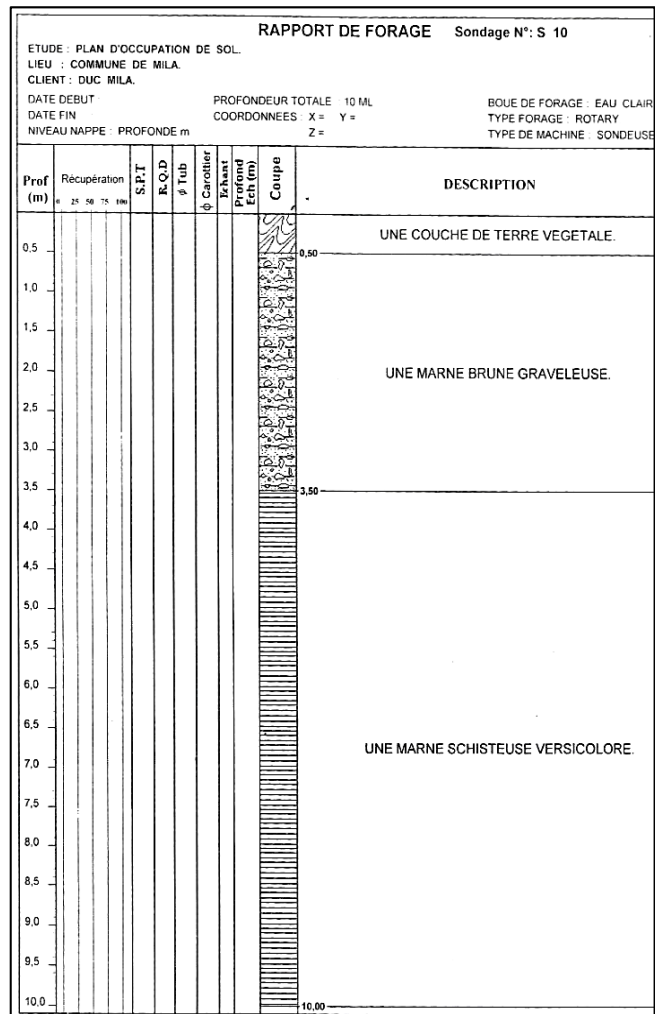 RAPPORT DE FORAGE Sondage N°: S 10
ETUDE : PLAN D'OCCUPATION DE SOL.
LIEU : COMMUNE DE MILA.
CLIENT : DUC MILA.
DATE DEBUT PROFONDEUR TOTALE 10 ML BOUE DE FORAGE : EAU CLAIR
DATE FIN COORDONNEES : X = Y = TYPE FORAGE : ROTARY
NIVEAU NAPPE : PROFONDE m Z = TYPE DE MACHINE : SONDEUSE
Prof (m) Récupération 0 25 50 75 100 S.P.T R.Q.D ϕ Tub ϕ Carottier Echant Profond Ech (m) Coupe DESCRIPTION
UNE COUCHE DE TERRE VEGETALE.
0,5
0,50
1,0
1,5
2,0
UNE MARNE BRUNE GRAVELEUSE.
2,5
3,0
3,5
3,50
4,0
4,5
5,0
5,5
6,0
6,5
UNE MARNE SCHISTEUSE VERSICOLORE.
7,0
7,5
8,0
8,5
9,0
9,5
10,0
10,00